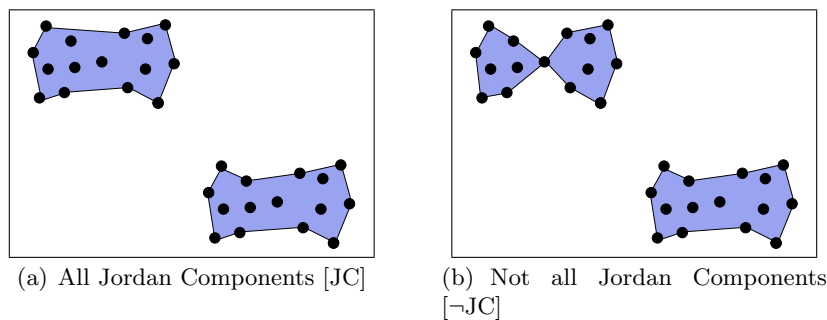 (a) All Jordan Components [JC]
(b) Not all Jordan Components
[¬JC]